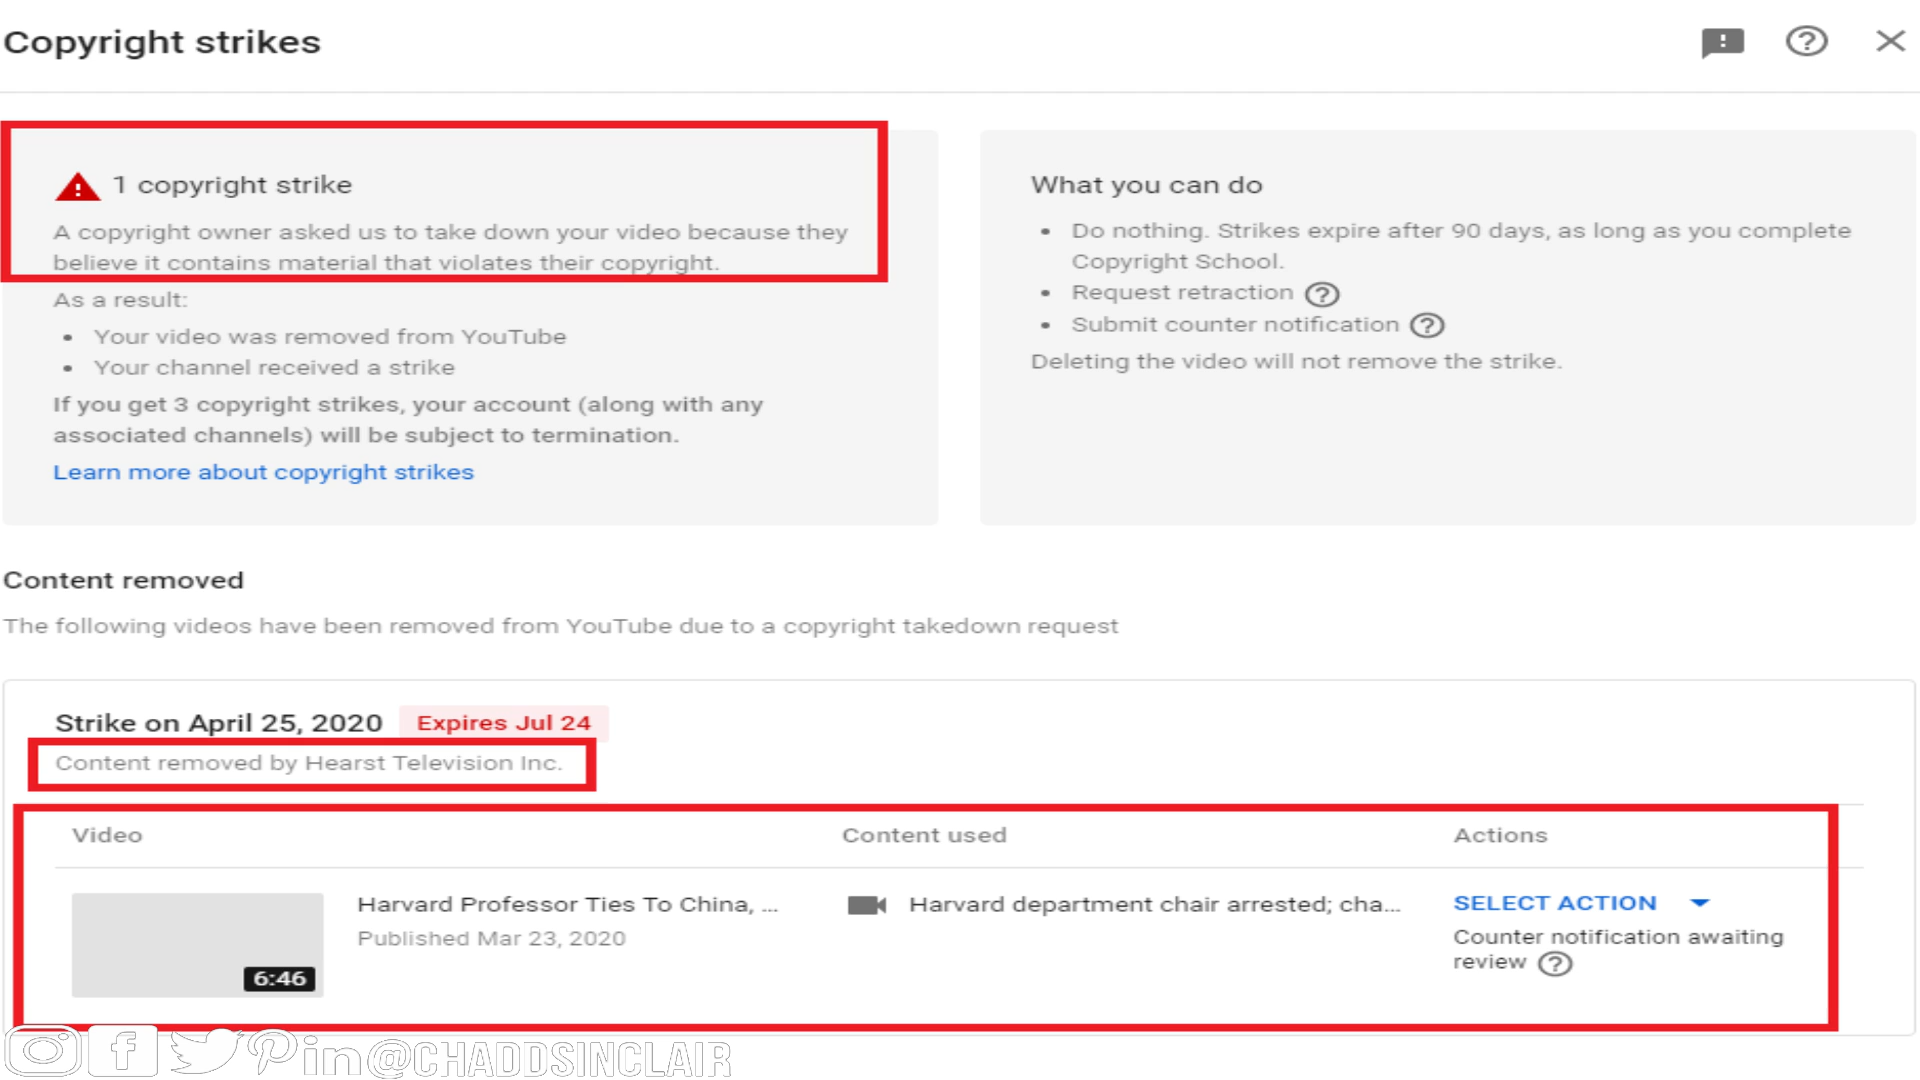 Copyright strikes
1 copyright strike
A copyright owner asked us to take down your video because they
believe it contains material that violates their copyright.
As a result:
• Your video was removed from YouTube
• Your channel received a strike
If you get 3 copyright strikes, your account (along with any
associated channels) will be subject to termination.
Learn more about copyright strikes
What you can do
• Do nothing. Strikes expire after 90 days, as long as you complete
Copyright School.
• Request retraction
• Submit counter notification
Deleting the video will not remove the strike.
Content removed
The following videos have been removed from YouTube due to a copyright takedown request
Strike on April 25, 2020 Expires Jul 24
Content removed by Hearst Television Inc.
Video Content used Actions
Harvard Professor Ties To China, ... Harvard department chair arrested; cha... SELECT ACTION
Published Mar 23, 2020 Counter notification awaiting
review
6:46
@CHADDSINCLAIR